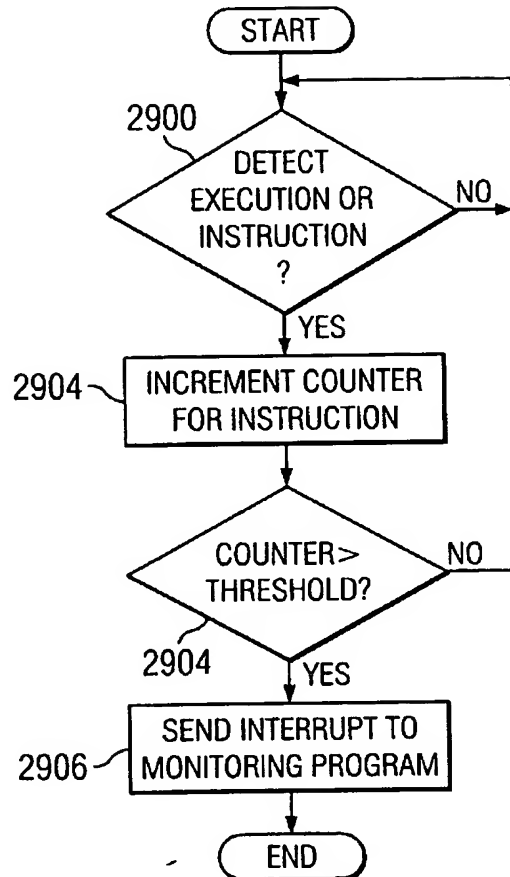 START
2900
DETECT
EXECUTION OR
INSTRUCTION
?
NO
YES
2904
INCREMENT COUNTER
FOR INSTRUCTION
COUNTER>
THRESHOLD?
NO
2904
YES
2906
SEND INTERRUPT TO
MONITORING PROGRAM
END